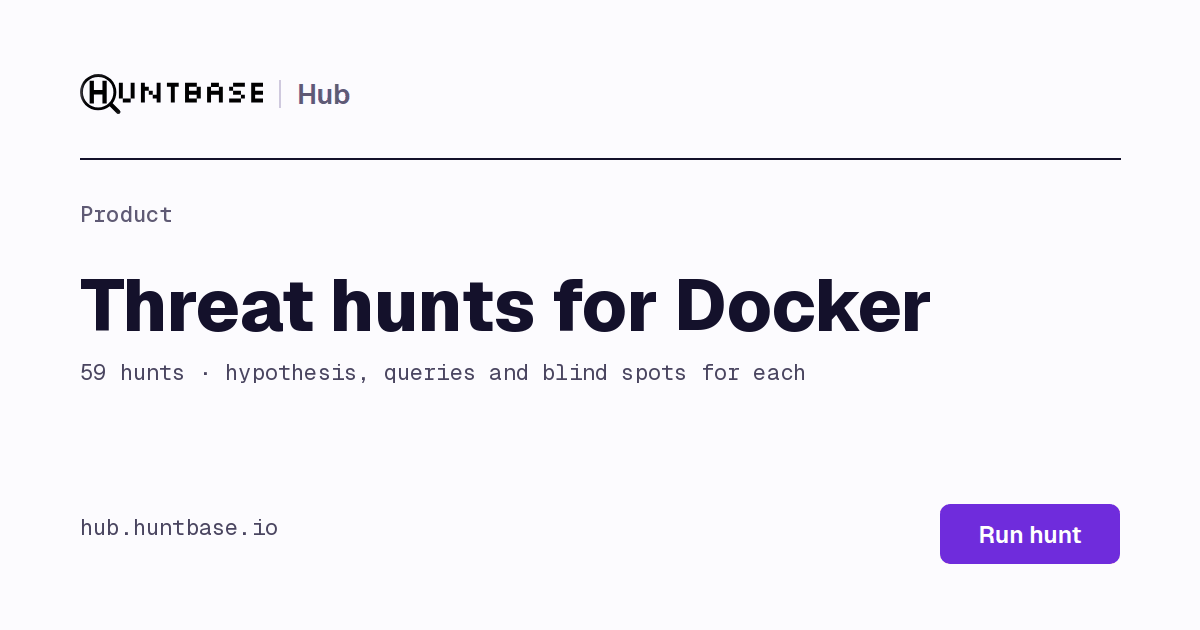 HUNTBASE | Hub
Product
Threat hunts for Docker
59 hunts · hypothesis, queries and blind spots for each
hub.huntbase.io
Run hunt